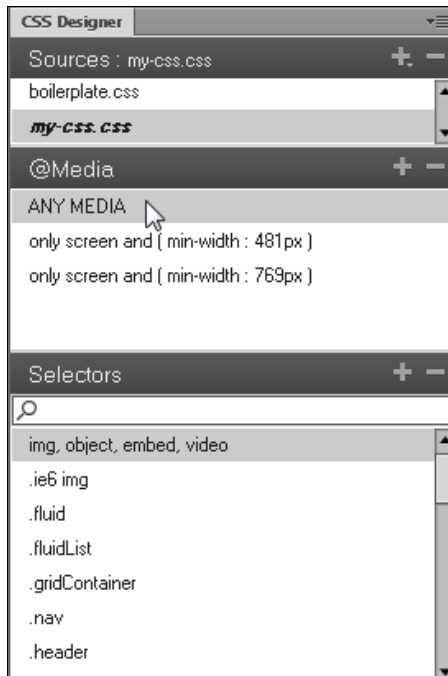 CSS Designer
Sources : my-css.css
boilerplate.css
my-css.css
@Media
ANY MEDIA
only screen and ( min-width : 481px )
only screen and ( min-width : 769px )
Selectors
img, object, embed, video
.ie6 img
.fluid
.fluidList
.gridContainer
.nav
.header